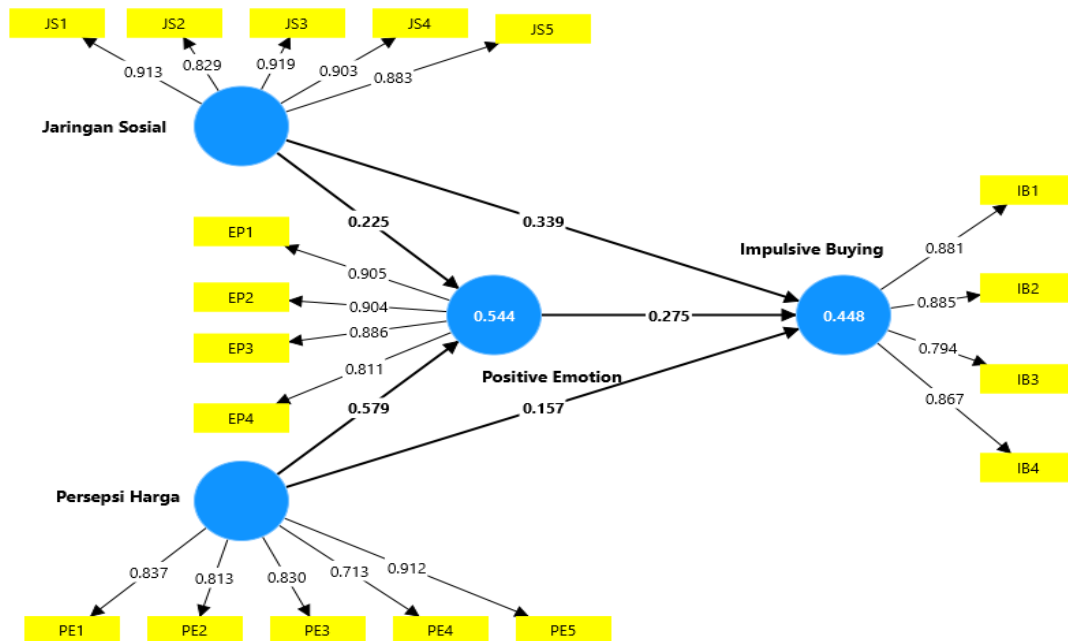 JS1
JS2
JS3
JS4
JS5
0.913
0.829
0.919
0.903
0.883
Jaringan Sosial
0.225
0.339
EP1
EP2
EP3
EP4
0.905
0.904
0.886
0.811
0.544
Positive Emotion
0.275
0.579
0.157
Impulsive Buying
0.448
0.881
0.885
0.794
0.867
IB1
IB2
IB3
IB4
Persepsi Harga
0.837
0.813
0.830
0.713
0.912
PE1
PE2
PE3
PE4
PE5